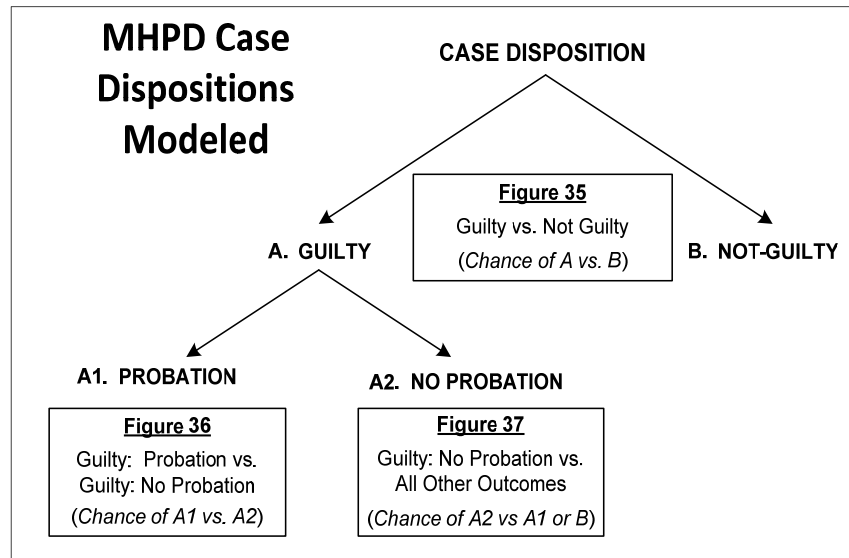 MHPD Case
Dispositions
Modeled
CASE DISPOSITION
Figure 35
Guilty vs. Not Guilty
(Chance of A vs. B)
A. GUILTY
B. NOT-GUILTY
A1. PROBATION
A2. NO PROBATION
Figure 36
Guilty: Probation vs.
Guilty: No Probation
(Chance of A1 vs. A2)
Figure 37
Guilty: No Probation vs.
All Other Outcomes
(Chance of A2 vs A1 or B)